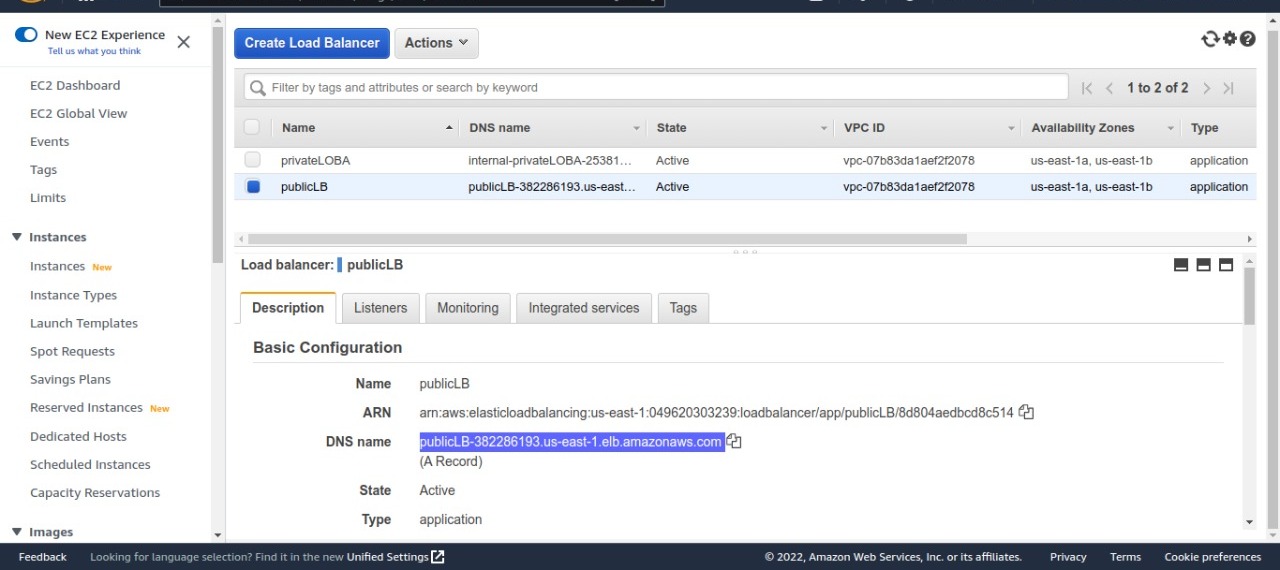 New EC2 Experience
Tell us what you think
EC2 Dashboard
EC2 Global View
Events
Tags
Limits
Instances
Instances New
Instance Types
Launch Templates
Spot Requests
Savings Plans
Reserved Instances New
Dedicated Hosts
Scheduled Instances
Capacity Reservations
Images
Create Load Balancer Actions
Filter by tags and attributes or search by keyword 1 to 2 of 2
Name DNS name State VPC ID Availability Zones Type
privateLOBA internal-privateLOBA-25381... Active vpc-07b83da1aef2f2078 us-east-1a, us-east-1b application
publicLB publicLB-382286193.us-east... Active vpc-07b83da1aef2f2078 us-east-1a, us-east-1b application
Load balancer: publicLB
Description Listeners Monitoring Integrated services Tags
Basic Configuration
Name publicLB
ARN arn:aws:elasticloadbalancing:us-east-1:049620303239:loadbalancer/app/publicLB/8d804aedbcd8c514
DNS name publicLB-382286193.us-east-1.elb.amazonaws.com
(A Record)
State Active
Type application
Feedback Looking for language selection? Find it in the new Unified Settings © 2022, Amazon Web Services, Inc. or its affiliates. Privacy Terms Cookie preferences